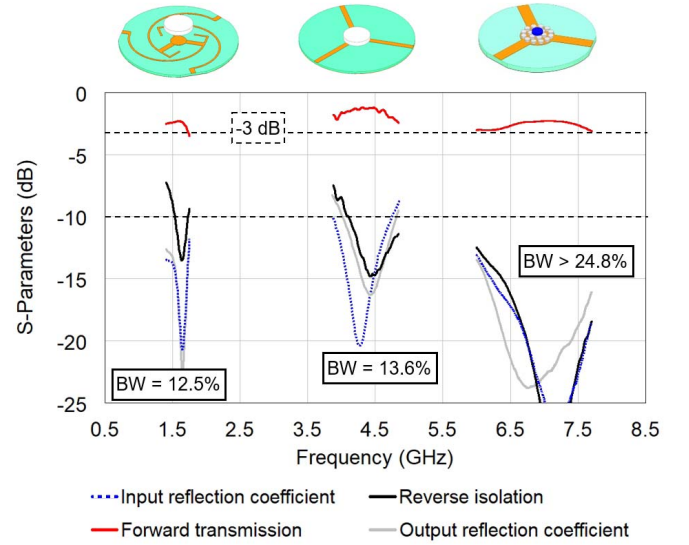 0
-5
-10
-15
-20
-25
S-Parameters (dB)
-3 dB
BW > 24.8%
BW = 12.5%
BW = 13.6%
0.5 1.5 2.5 3.5 4.5 5.5 6.5 7.5 8.5
Frequency (GHz)
Input reflection coefficient
Reverse isolation
Forward transmission
Output reflection coefficient